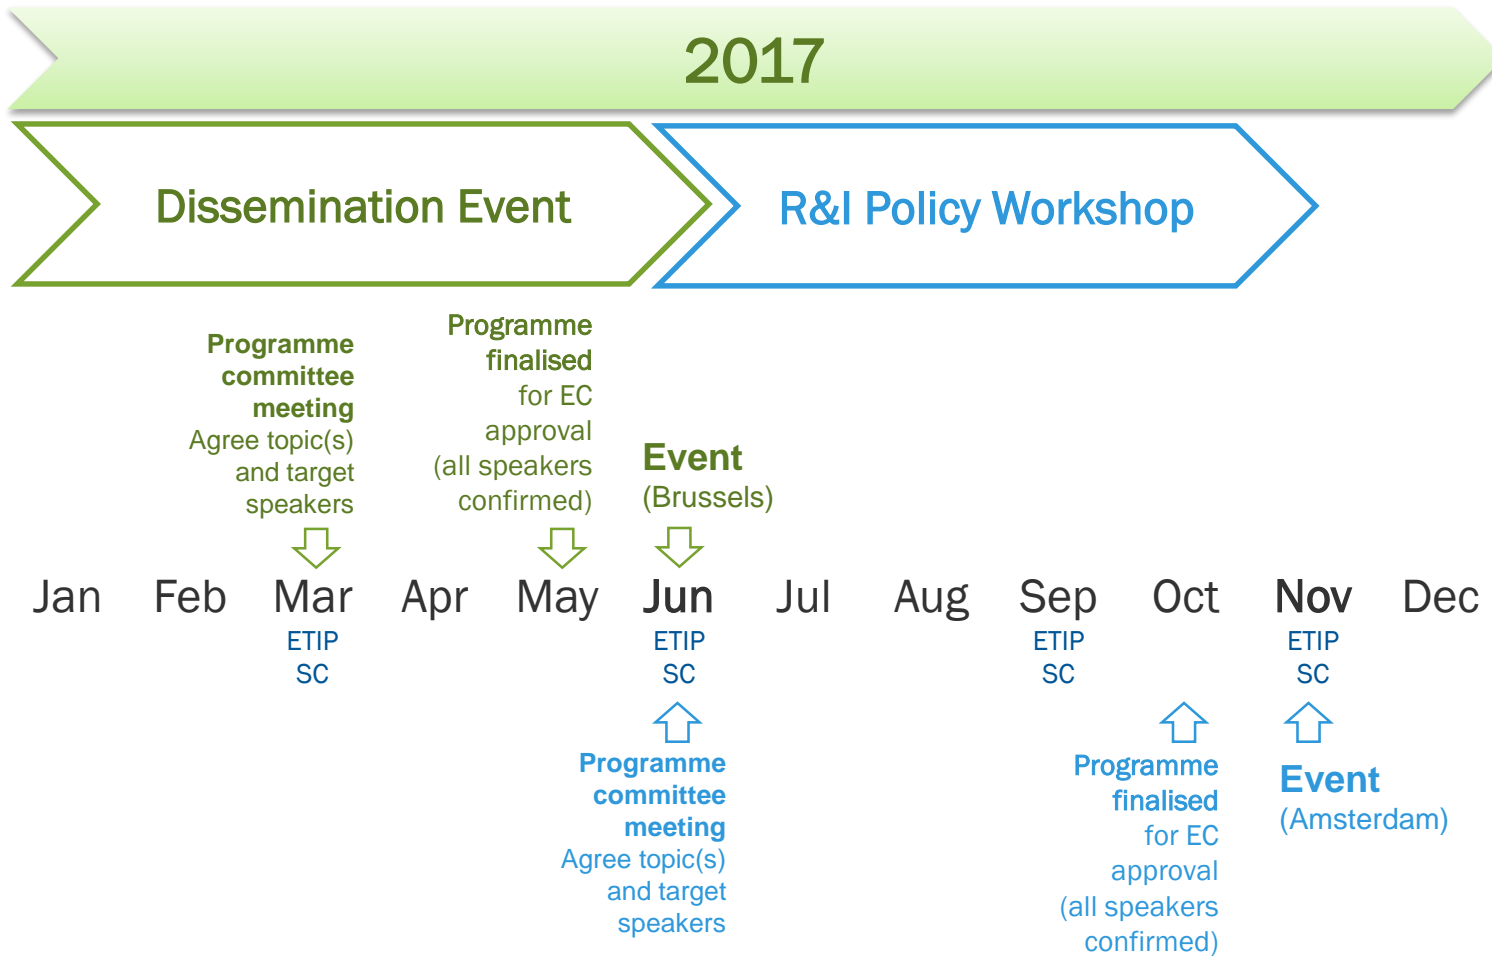 2017
Dissemination Event
R&I Policy Workshop
Programme
committee
meeting
Agree topic(s)
and target
speakers
Programme
finalised
for EC
approval
(all speakers
confirmed)
Event
(Brussels)
Jan Feb Mar Apr May Jun Jul Aug Sep Oct Nov Dec
ETIP
SC
ETIP
SC
ETIP
SC
ETIP
SC
Programme
committee
meeting
Agree topic(s)
and target
speakers
Programme
finalised
for EC
approval
(all speakers
confirmed)
Event
(Amsterdam)